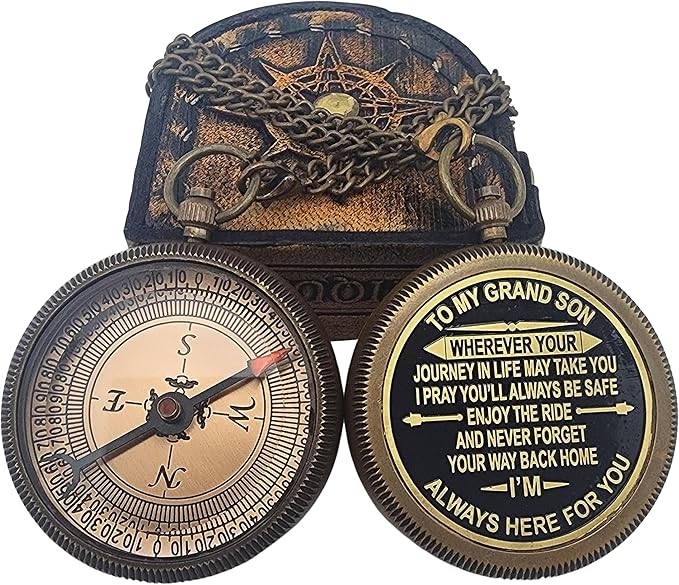 TO MY GRAND SON
WHEREVER YOUR
JOURNEY IN LIFE MAY TAKE YOU
I PRAY YOU'LL ALWAYS BE SAFE
ENJOY THE RIDE
AND NEVER FORGET
YOUR WAY BACK HOME
I'M
ALWAYS HERE FOR YOU
S
T
W
N